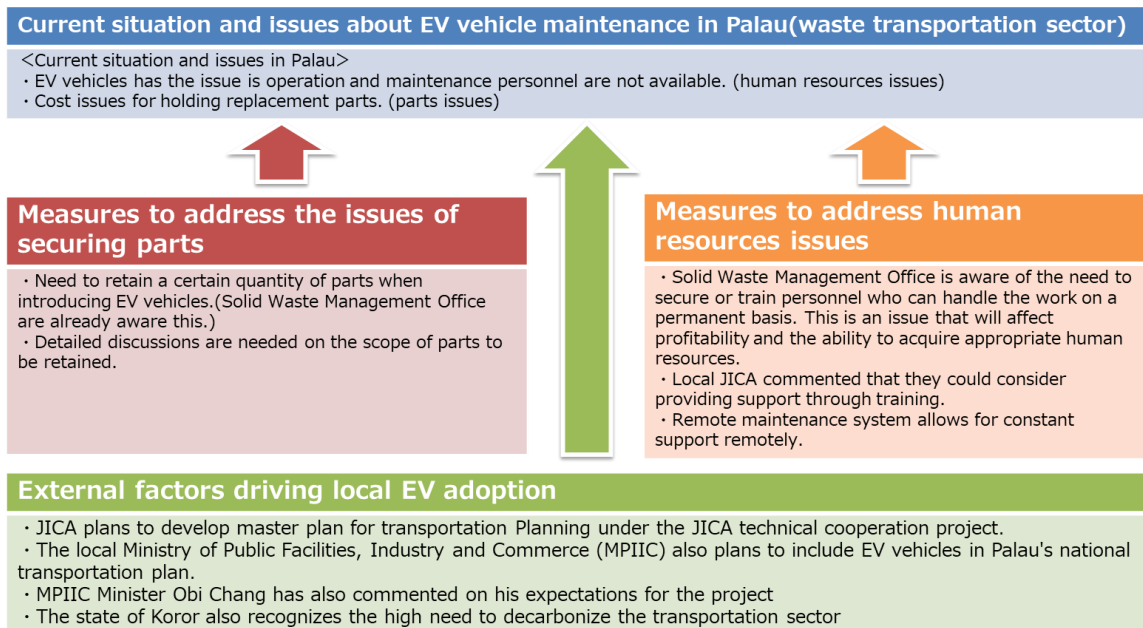 Current situation and issues about EV vehicle maintenance in Palau(waste transportation sector)
<Current situation and issues in Palau>
・EV vehicles has the issue is operation and maintenance personnel are not available. (human resources issues)
・Cost issues for holding replacement parts. (parts issues)
Measures to address the issues of
securing parts
・Need to retain a certain quantity of parts when
introducing EV vehicles.(Solid Waste Management Office
are already aware this.)
・Detailed discussions are needed on the scope of parts to
be retained.
Measures to address human
resources issues
・Solid Waste Management Office is aware of the need to
secure or train personnel who can handle the work on a
permanent basis. This is an issue that will affect
profitability and the ability to acquire appropriate human
resources.
・Local JICA commented that they could consider
providing support through training.
・Remote maintenance system allows for constant
support remotely.
External factors driving local EV adoption
・JICA plans to develop master plan for transportation Planning under the JICA technical cooperation project.
・The local Ministry of Public Facilities, Industry and Commerce (MPIIC) also plans to include EV vehicles in Palau's national
transportation plan.
・MPIIC Minister Obi Chang has also commented on his expectations for the project
・The state of Koror also recognizes the high need to decarbonize the transportation sector